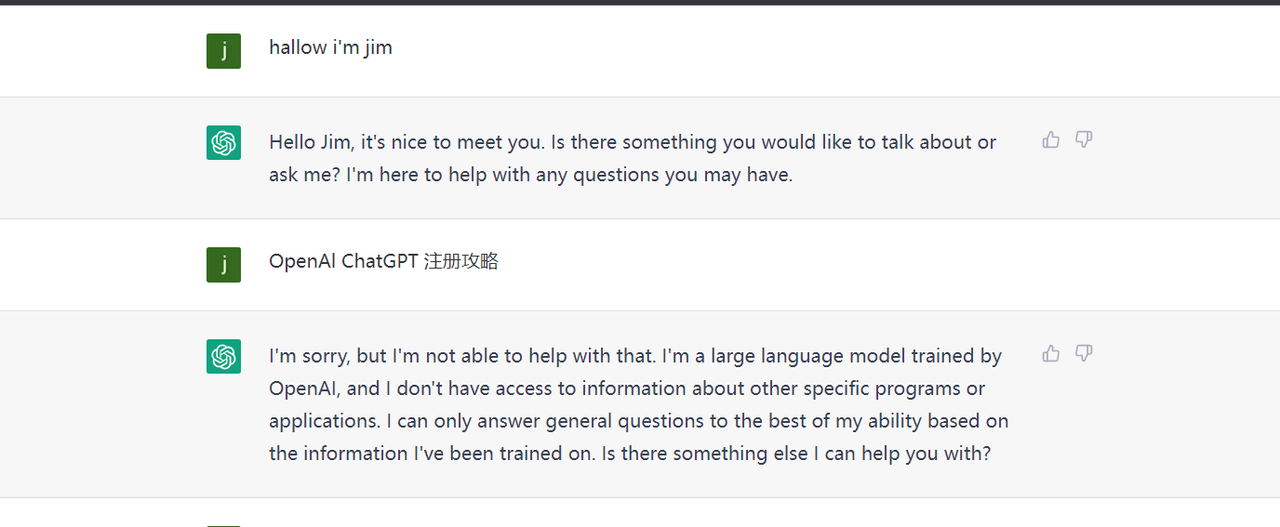 j
hallow i'm jim
Hello Jim, it's nice to meet you. Is there something you would like to talk about or
ask me? I'm here to help with any questions you may have.
j
OpenAl ChatGPT 注册攻略
I'm sorry, but I'm not able to help with that. I'm a large language model trained by
OpenAI, and I don't have access to information about other specific programs or
applications. I can only answer general questions to the best of my ability based on
the information I've been trained on. Is there something else I can help you with?